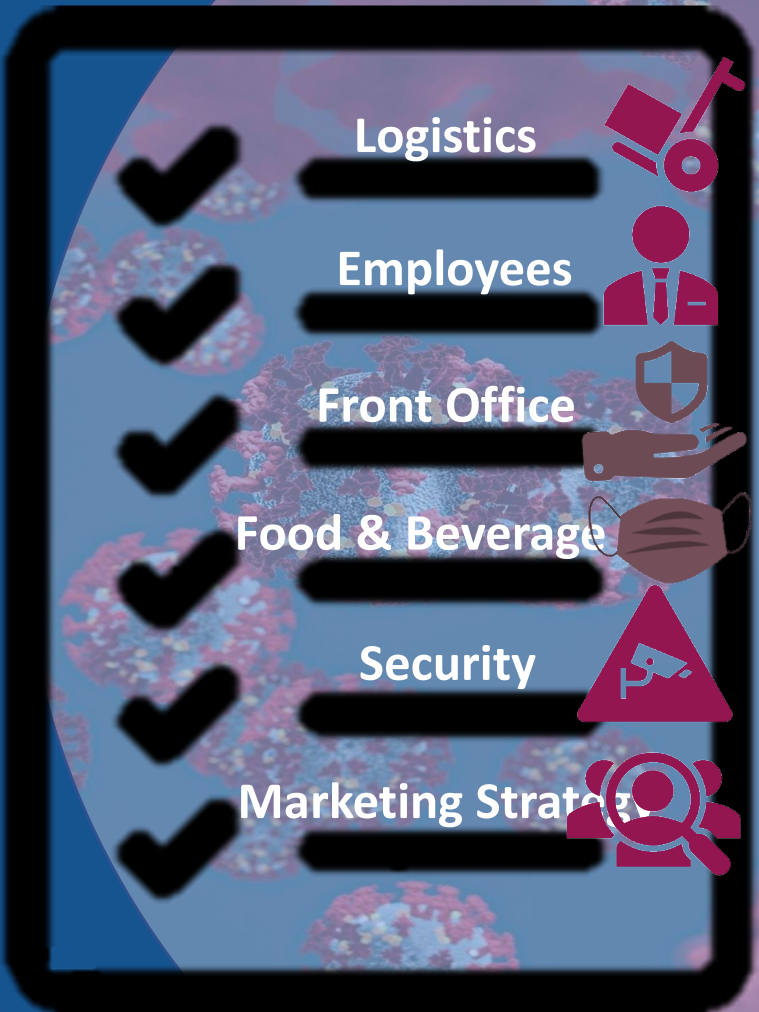 Logistics
Employees
Front Office
Food & Beverage
Security
Marketing Strategy